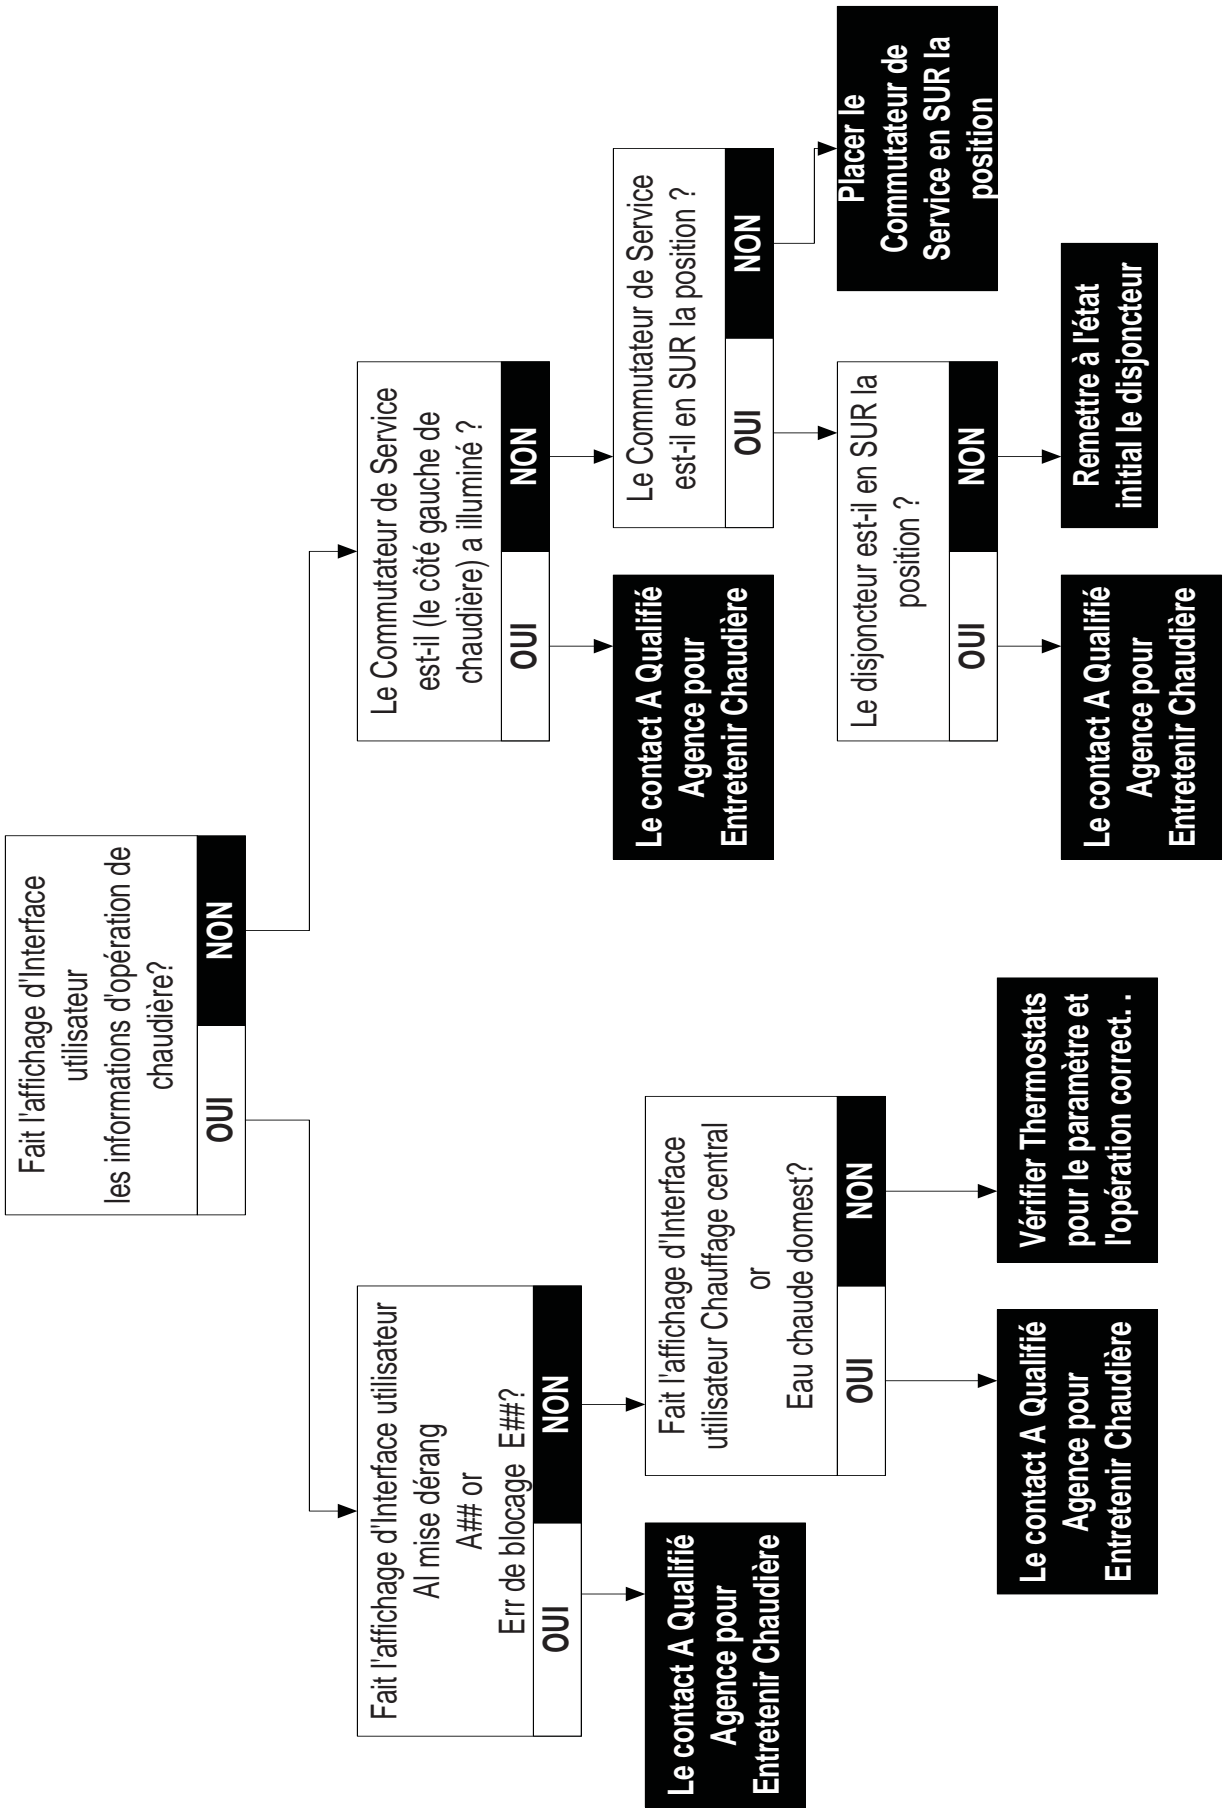 Fait l'affichage d'Interface
utilisateur
les informations d'opération de
chaudière?
OUI
NON
Fait l'affichage d'Interface utilisateur
Al mise dérang
A## or
Err de blocage E##?
OUI
NON
Le contact A Qualifié
Agence pour
Entretenir Chaudière
Fait l'affichage d'Interface
utilisateur Chauffage central
or
Eau chaude domest?
OUI
NON
Le contact A Qualifié
Agence pour
Entretenir Chaudière
Vérifier Thermostats
pour le paramètre et
l'opération correct. .
Le Commutateur de Service
est-il (le côté gauche de
chaudière) a illuminé ?
OUI
NON
Le contact A Qualifié
Agence pour
Entretenir Chaudière
Le Commutateur de Service
est-il en SUR la position ?
OUI
NON
Le disjoncteur est-il en SUR la
position ?
OUI
NON
Le contact A Qualifié
Agence pour
Entretenir Chaudière
Remettre à l'état
initial le disjoncteur
Placer le
Commutateur de
Service en SUR la
position